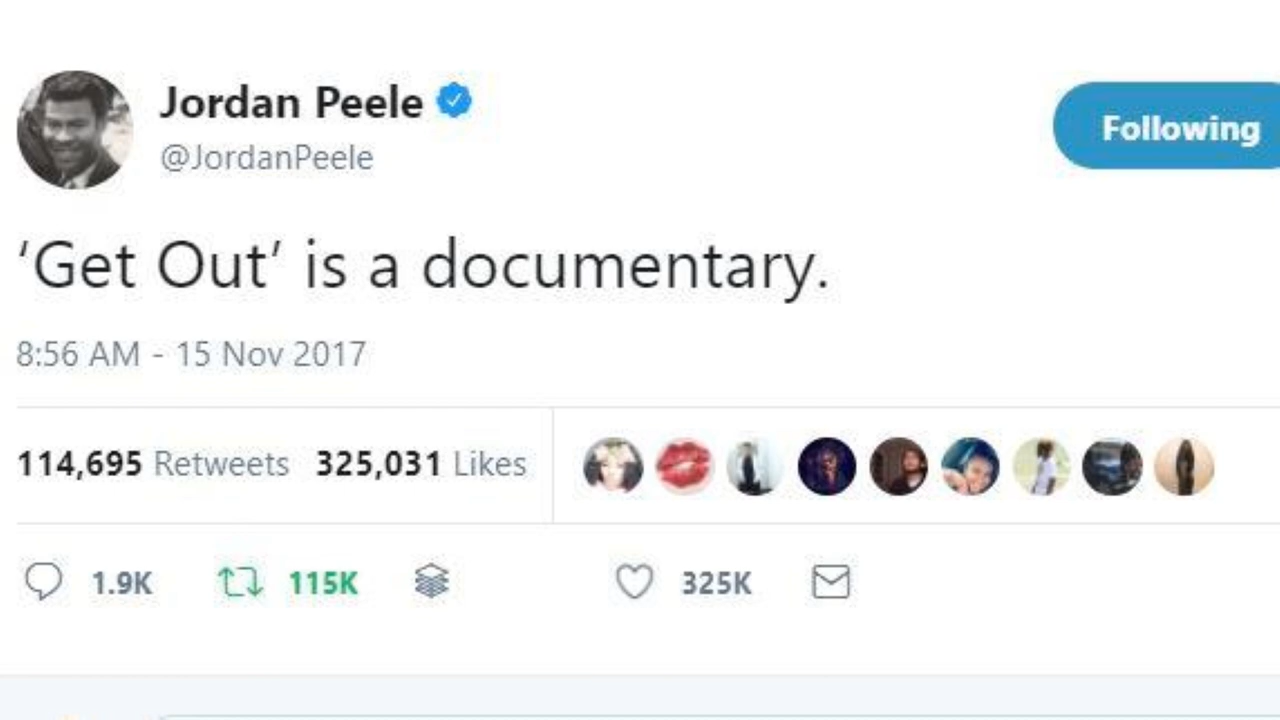 Jordan Peele
@JordanPeele
Following
‘Get Out’ is a documentary.
8:56 AM - 15 Nov 2017
114,695 Retweets 325,031 Likes
1.9K 115K 325K